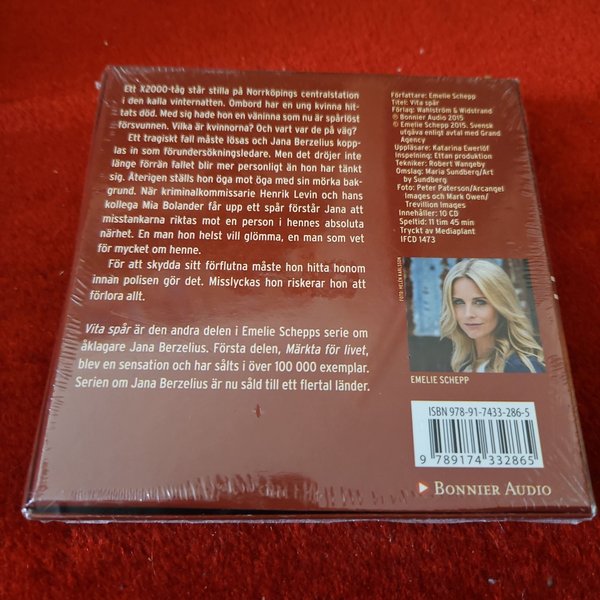 Ett X2000-tåg står stilla på Norrköpings centralstation
i den kalla vinternatten. Ombord har en ung kvinna hit-
tats död. Med sig hade hon en väninna som nu är spårlöst
försvunnen. Vilka är kvinnorna? Och vart var de på väg?
Ett tragiskt fall måste lösas och Jana Berzelius kopp-
las in som förundersökningsledare. Men det dröjer inte
länge förrän fallet blir mer personligt än hon har tänkt
sig. Återigen ställs hon öga mot öga med sin mörka bak-
grund. När kriminalkommissarie Henrik Levin och hans
kollega Mia Bolander får upp ett spår förstår Jana att
misstankarna riktas mot en person i hennes absoluta
närhet. En man hon helst vill glömma, en man som vet
för mycket om henne.
För att skydda sitt förflutna måste hon hitta honom
innan polisen gör det. Misslyckas hon riskerar hon att
förlora allt.
Vita spår är den andra delen i Emelie Schepps serie om
åklagare Jana Berzelius. Första delen, Märkta för livet,
blev en sensation och har sålts i över 100 000 exemplar.
Serien om Jana Berzelius är nu såld till ett flertal länder.
Författare: Emelie Schepp
Titel: Vita spår
Förlag: Wahlström & Widstrand
℗ Bonnier Audio 2015
© Emelie Schepp 2015. Svensk
utgåva enligt avtal med Grand
Agency
Uppläsare: Katarina Ewerlöf
Inspelning: Ettan produktion
Tekniker: Robert Wangeby
Omslag: Maria Sundberg/Art
by Sundberg
Foto: Peter Paterson/Arcangel
Images och Mark Owen/
Trevillion Images
Innehåller: 10 CD
Speltid: 11 tim 45 min
Tryckt av Mediaplant
IFCD 1473
FOTO: HELÉN KARLSSON
EMELIE SCHEPP
ISBN 978-91-7433-286-5
9 789174 332865
BONNIER AUDIO